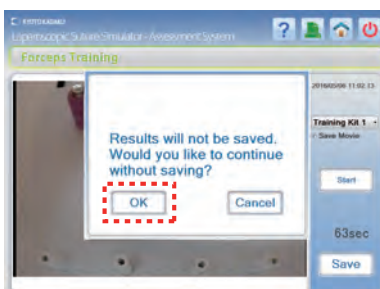 KYOTO KAGAKU
Laparoscopic Suture Simulator - Assessment System
Forceps Training
2016/05/06 11:02:13
Training Kit 1
Save Movie
Results will not be saved.
Would you like to continue
without saving?
OK
Cancel
Start
63sec
Save